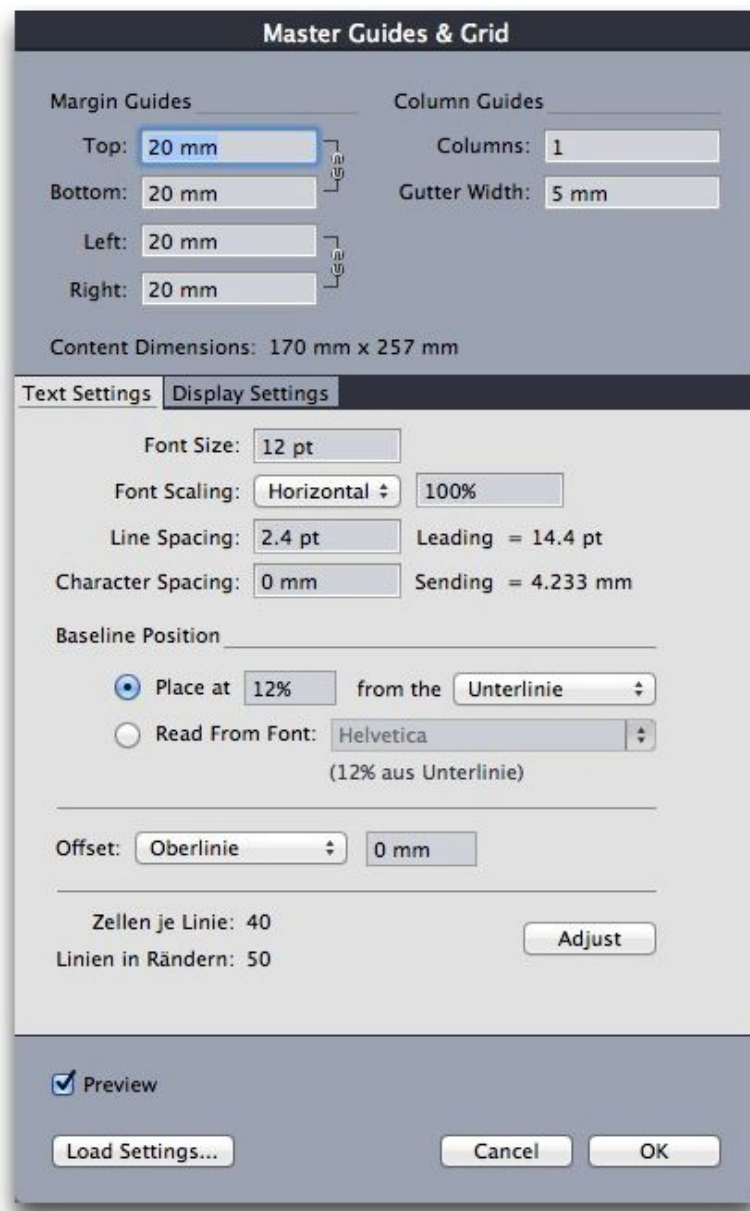 Master Guides & Grid
Margin Guides
Column Guides
Top: 20 mm
Columns: 1
Bottom: 20 mm
Gutter Width: 5 mm
Left: 20 mm
Right: 20 mm
Content Dimensions: 170 mm x 257 mm
Text Settings
Display Settings
Font Size: 12 pt
Font Scaling: Horizontal 100%
Line Spacing: 2.4 pt Leading = 14.4 pt
Character Spacing: 0 mm Sending = 4.233 mm
Baseline Position
Place at 12% from the Unterlinie
Read From Font: Helvetica
(12% aus Unterlinie)
Offset: Oberlinie 0 mm
Zellen je Linie: 40
Linien in Rändern: 50
Adjust
Preview
Load Settings...
Cancel
OK